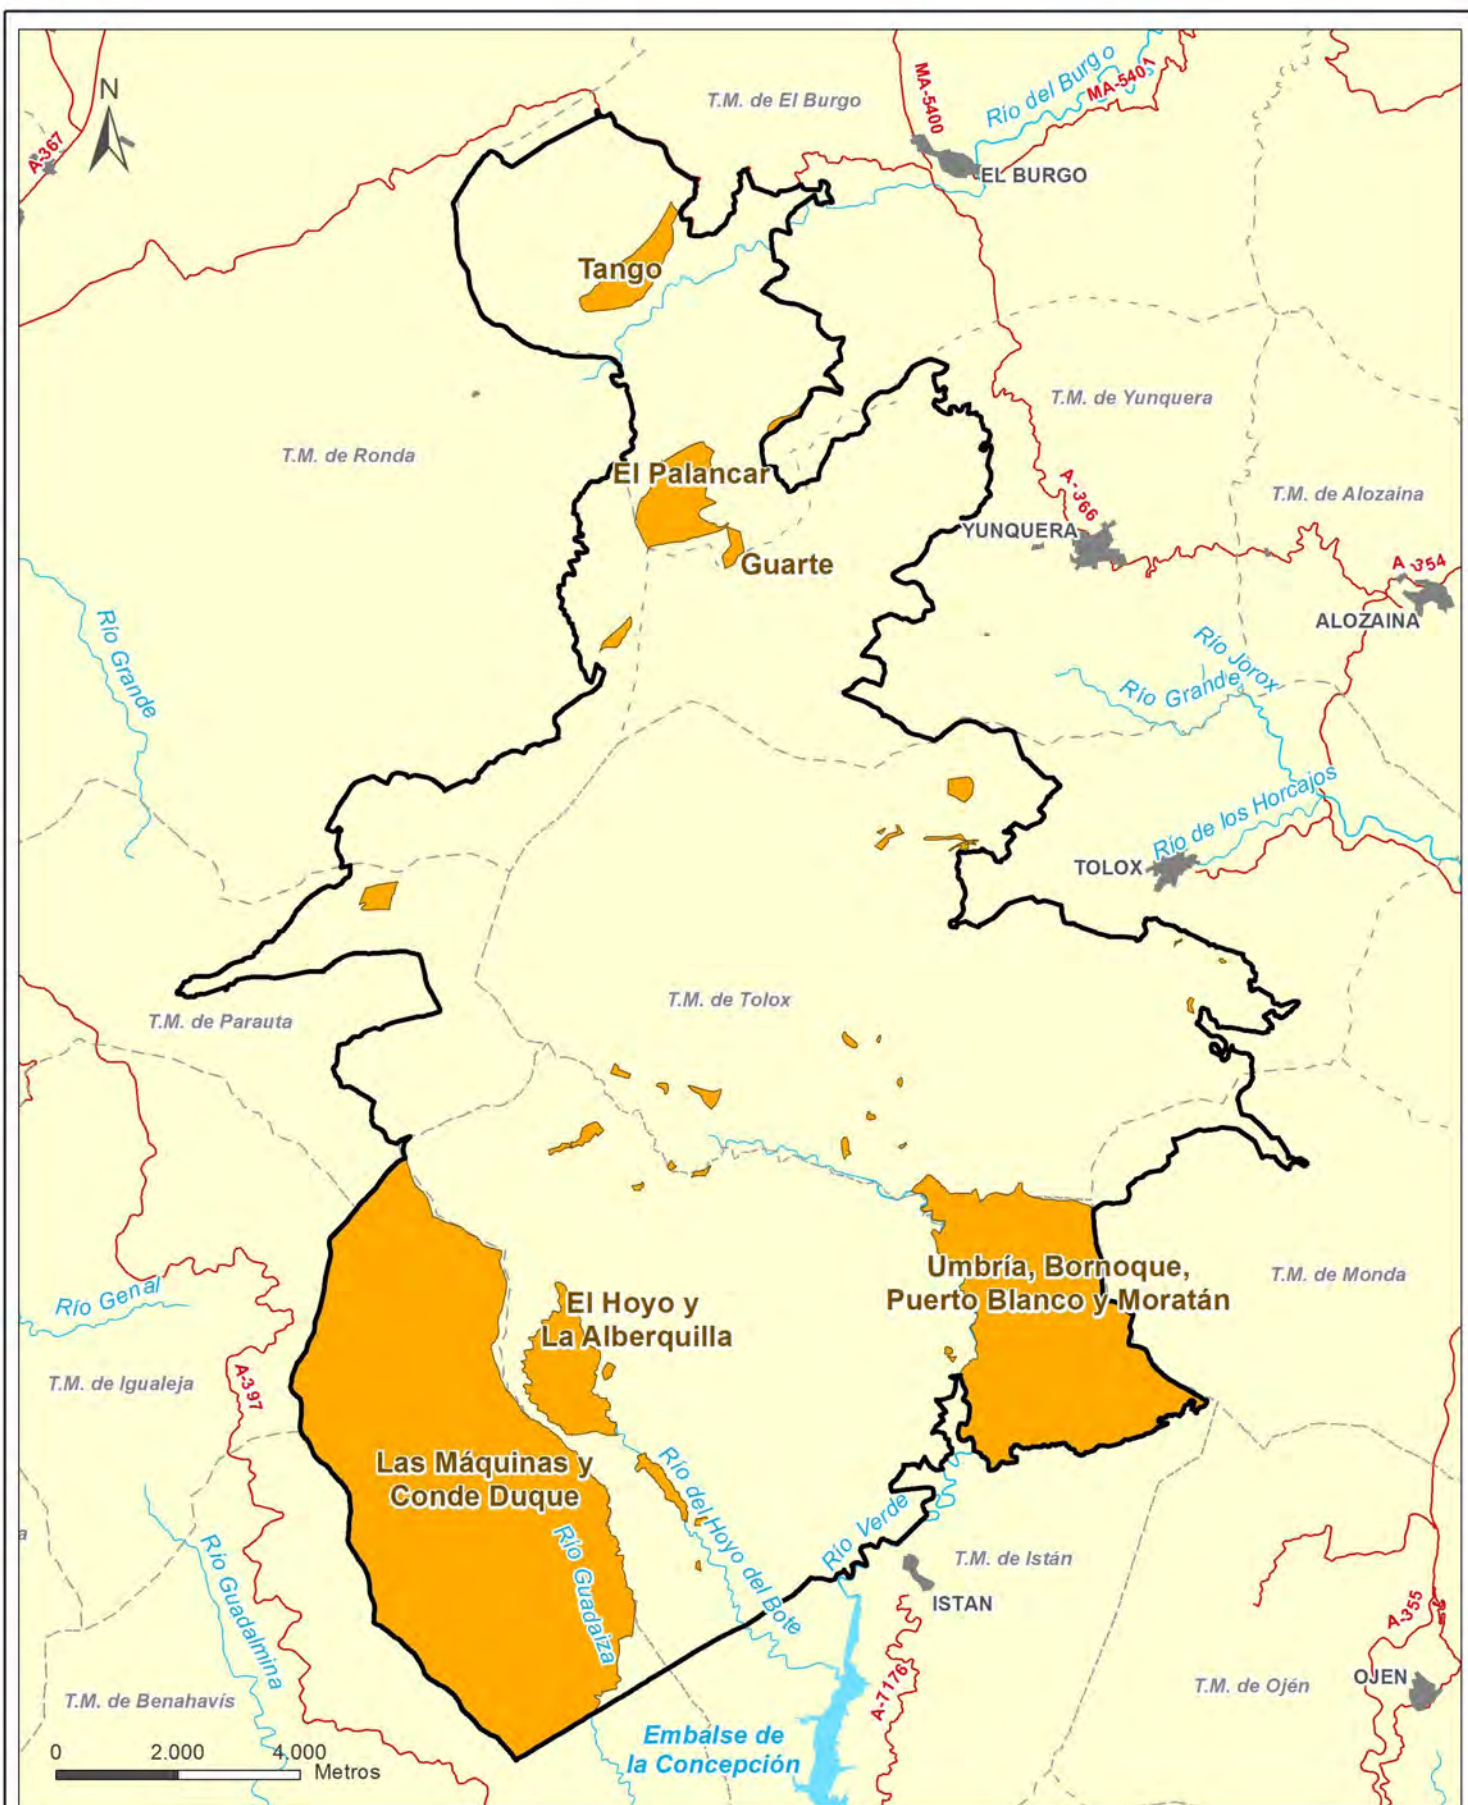 N
A-367
T.M. de El Burgo
MA-5400
Río del Burgo
MA-5401
EL BURGO
Tango
T.M. de Yunquera
T.M. de Ronda
El Palancar
A-366
T.M. de Alozaina
YUNQUERA
Guarte
A-354
ALOZAINA
Río Grande
Río Jorox
Río Grande
Río de los Horcajos
TOLOX
T.M. de Tolox
T.M. de Parauta
Umbría, Bornoque,
Puerto Blanco y Moratán
T.M. de Monda
Río Genal
El Hoyo y
La Alberquilla
T.M. de Igualeja
A-397
Las Máquinas y
Conde Duque
Río del Hoyo del Bote
Río Verde
Río Guadalmina
Río Guadaiza
T.M. de Istán
ISTAN
A-355
A-7176
T.M. de Benahavís
T.M. de Ojén
OJEN
Embalse de
la Concepción
0 2.000 4.000
Metros
a